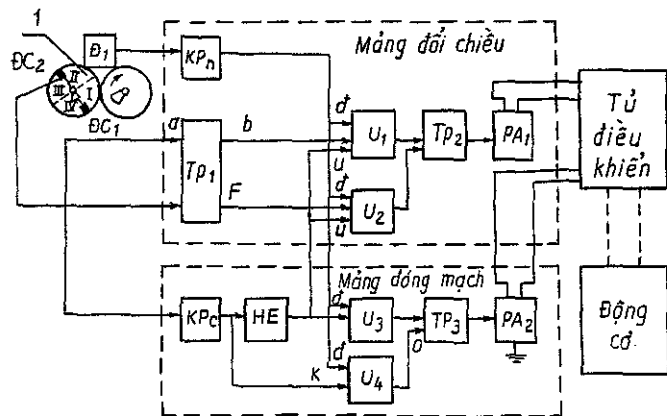 1
Đ1
ĐC2
II
III
I
IV
ĐC1
KPn
Mảng đổi chiều
a
Tp1
b
F
đ
u
U1
Tp2
PA1
đ
u
U2
Tủ điều khiển
Mảng đóng mạch
KPc
HE
đ
U3
TP3
PA2
đ
K
U4
O
Động cơ